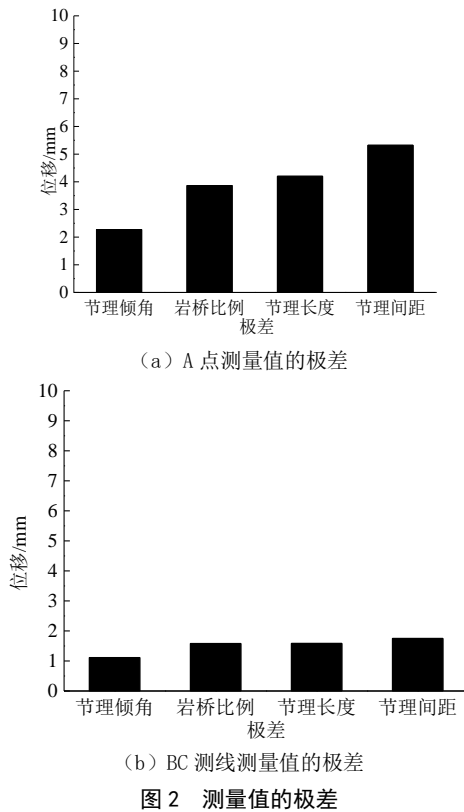 10
9
8
7
6
5
4
3
2
1
0
位移/mm
节理倾角 岩桥比例 节理长度 节理间距
极差
（a）A 点测量值的极差
10
9
8
7
6
5
4
3
2
1
0
位移/mm
节理倾角 岩桥比例 节理长度 节理间距
极差
（b）BC 测线测量值的极差
图 2 测量值的极差